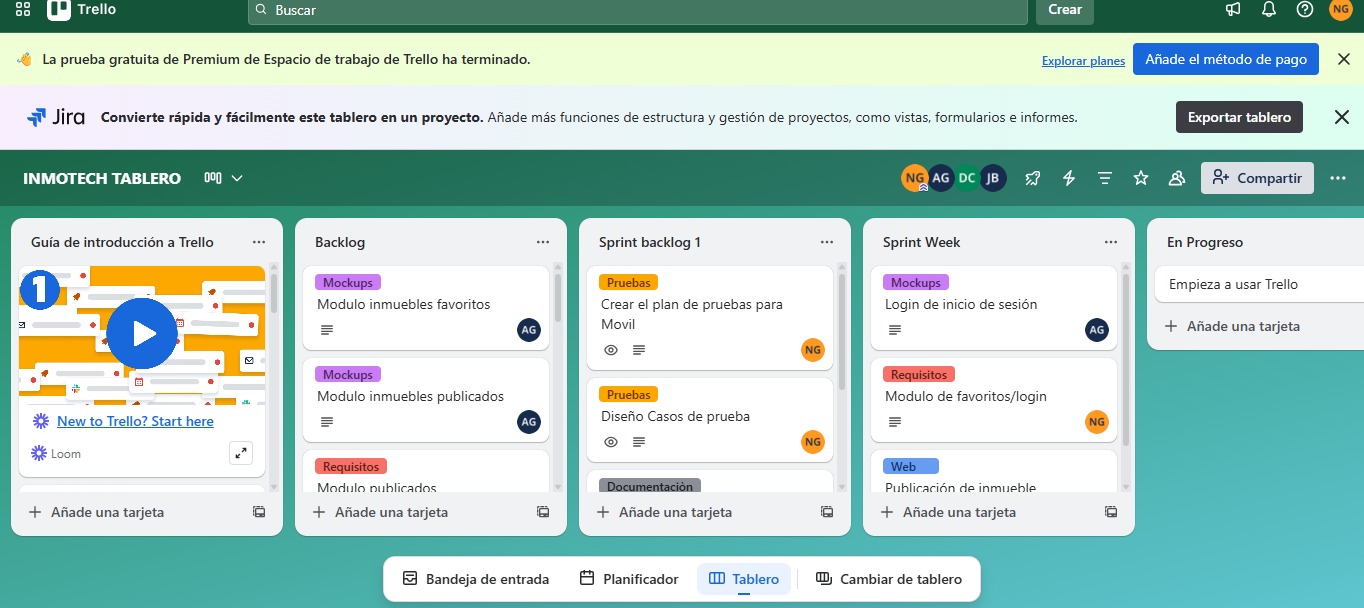 Trello
Buscar
Crear
NG
La prueba gratuita de Premium de Espacio de trabajo de Trello ha terminado.
Explorar planes
Añade el método de pago
Jira
Convierte rápida y fácilmente este tablero en un proyecto. Añade más funciones de estructura y gestión de proyectos, como vistas, formularios e informes.
Exportar tablero
INMOTECH TABLERO
NG AG DC JB
Compartir
Guía de introducción a Trello
1
New to Trello? Start here
Loom
Añade una tarjeta
Backlog
Mockups
Modulo inmuebles favoritos
AG
Mockups
Modulo inmuebles publicados
AG
Requisitos
Modulo publicados
Añade una tarjeta
Sprint backlog 1
Pruebas
Crear el plan de pruebas para
Movil
NG
Pruebas
Diseño Casos de prueba
NG
Documentación
Añade una tarjeta
Sprint Week
Mockups
Login de inicio de sesión
AG
Requisitos
Modulo de favoritos/login
NG
Web
Publicación de inmueble
Añade una tarjeta
En Progreso
Empieza a usar Trello
Añade una tarjeta
Bandeja de entrada
Planificador
Tablero
Cambiar de tablero